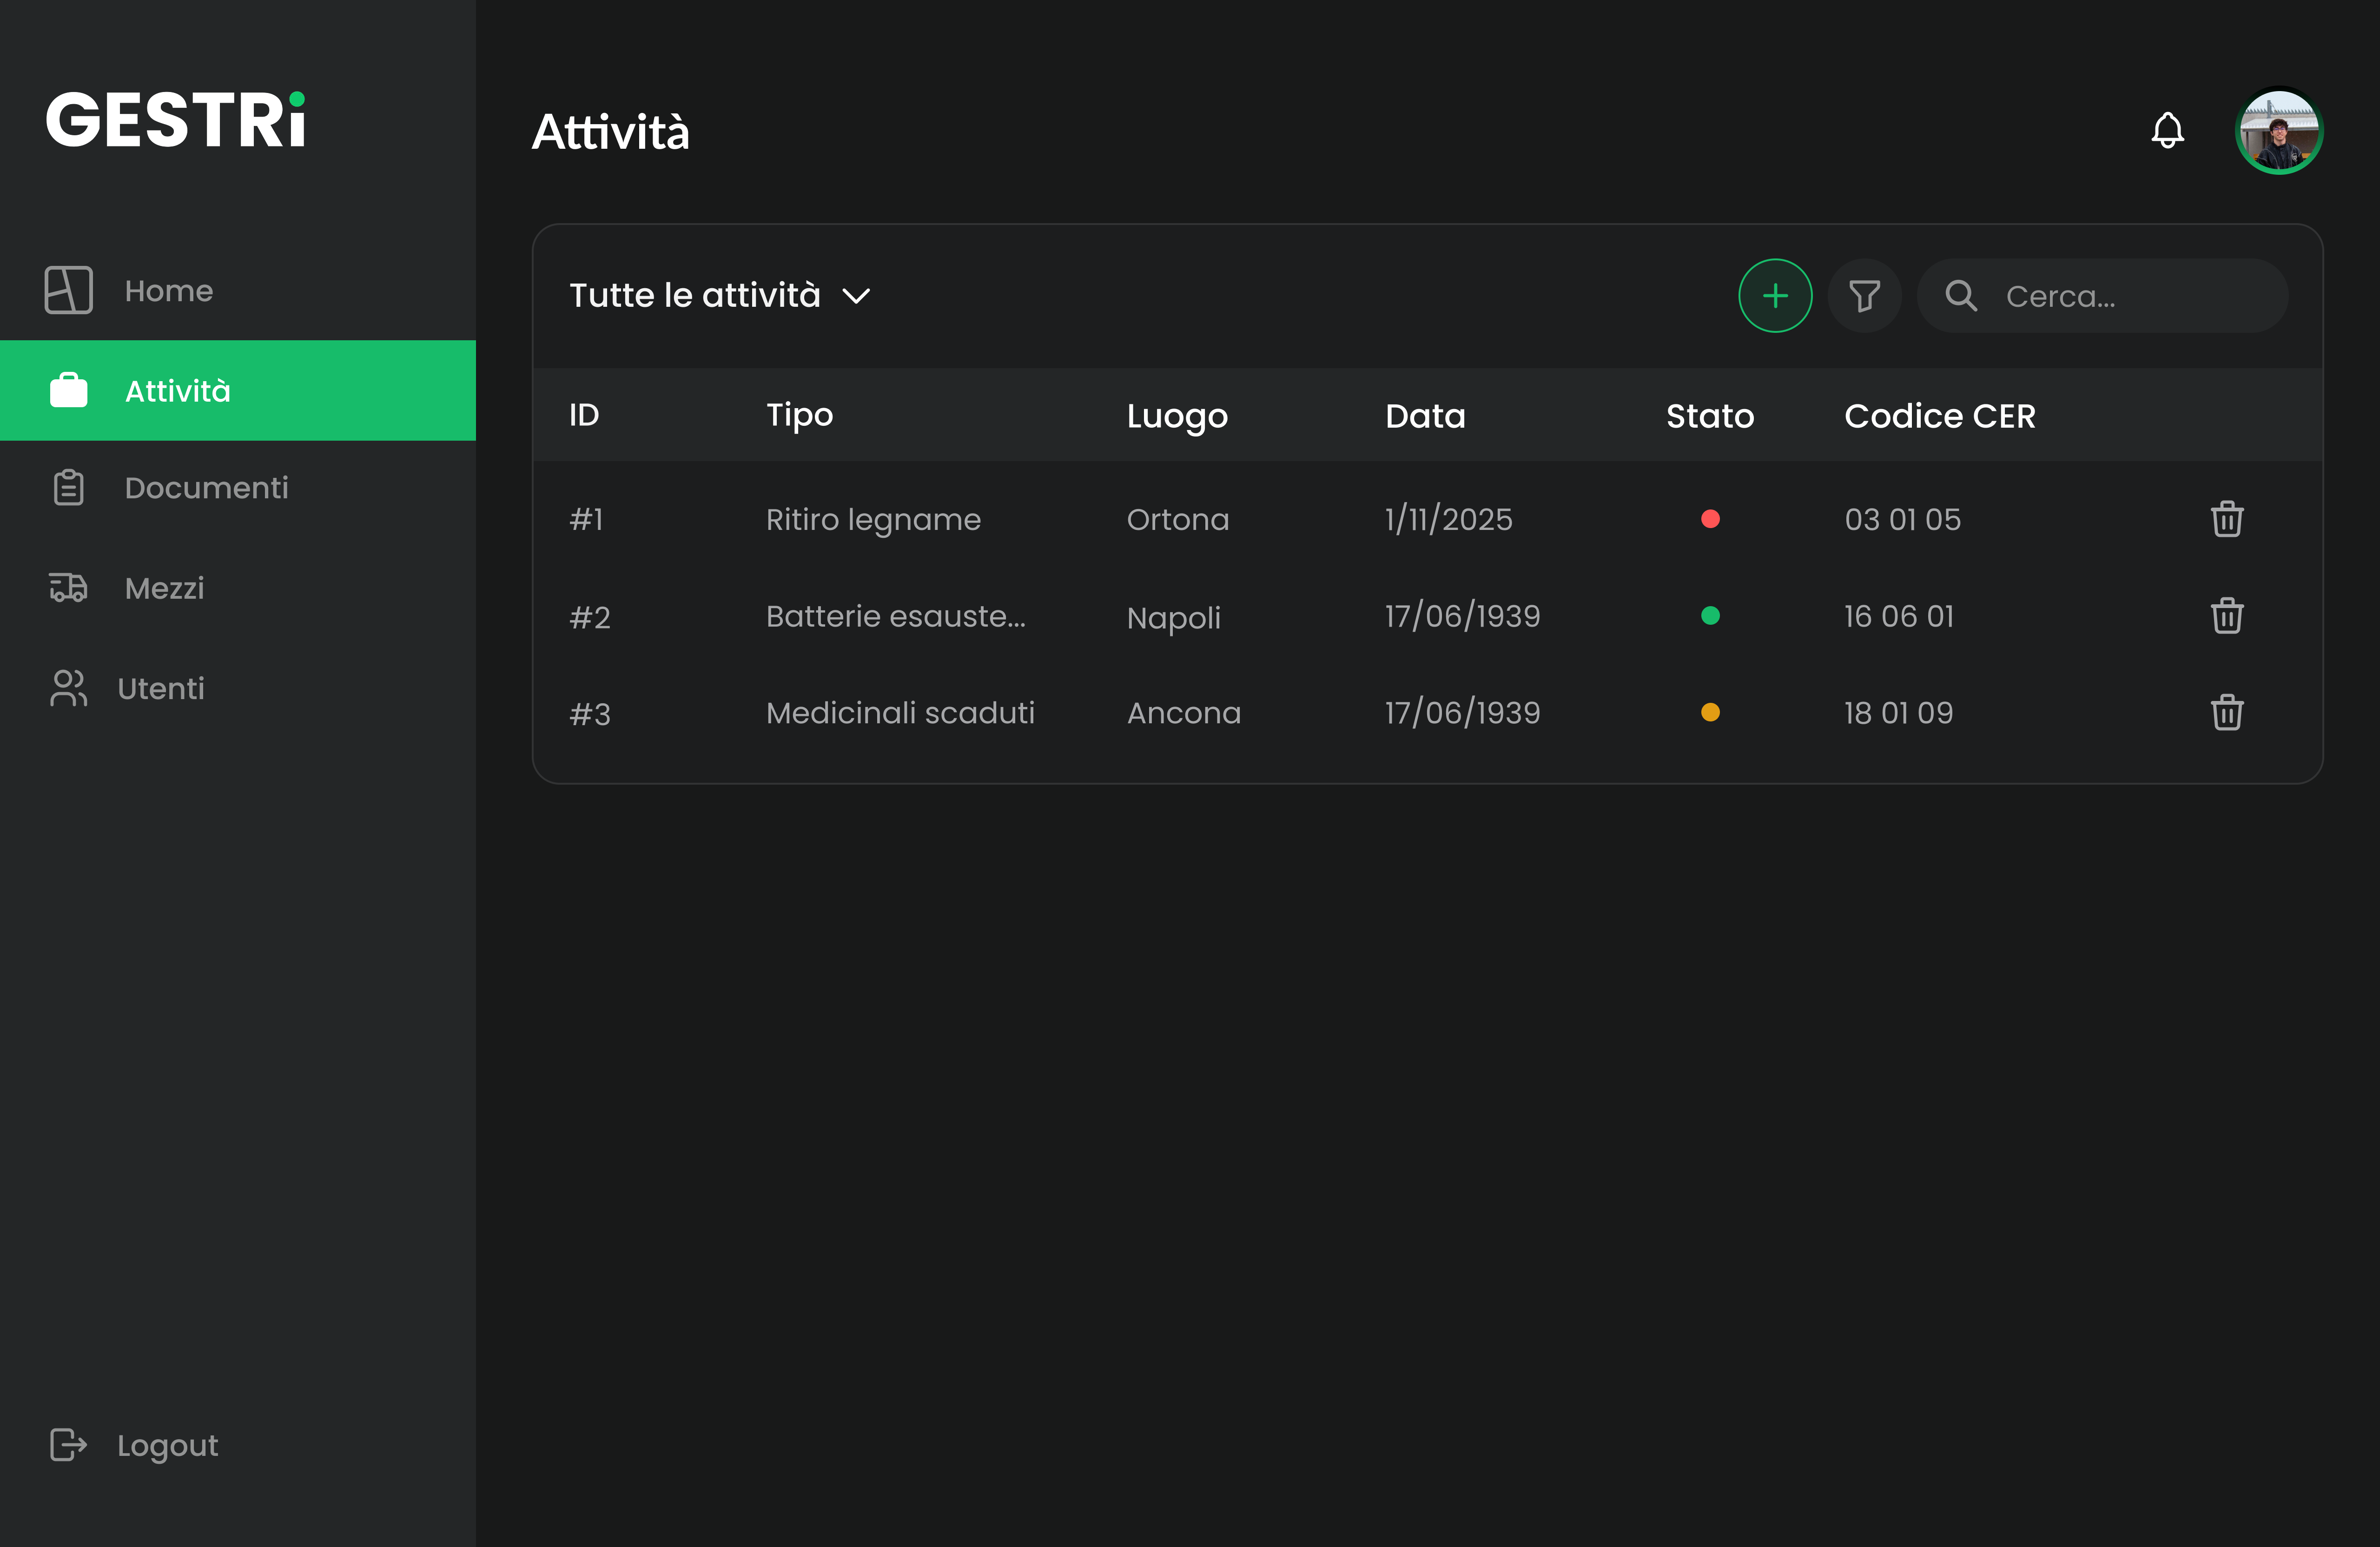 GESTRi
Attività
Home
Attività
Documenti
Mezzi
Utenti
Logout
Tutte le attività
Cerca...
ID Tipo Luogo Data Stato Codice CER
#1 Ritiro legname Ortona 1/11/2025 03 01 05
#2 Batterie esauste... Napoli 17/06/1939 16 06 01
#3 Medicinali scaduti Ancona 17/06/1939 18 01 09